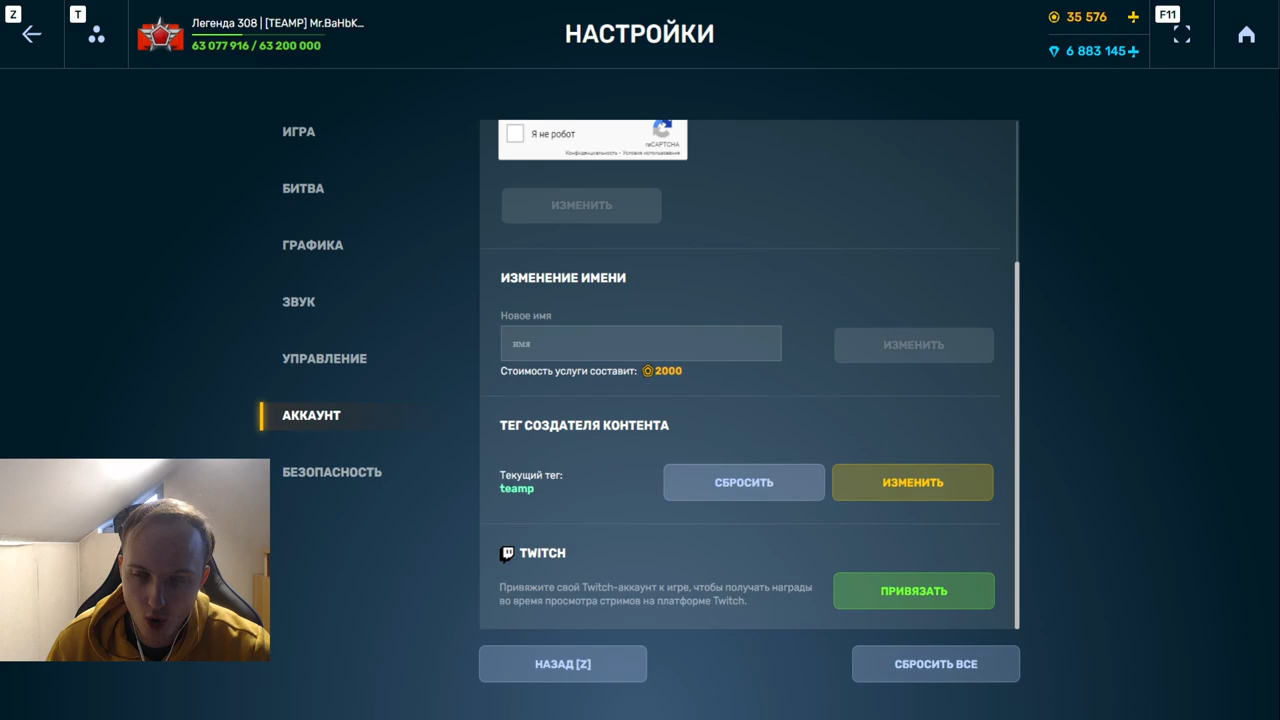 Z
T
Легенда 308 | [TEAMP] Mr.BaHbK...
63 077 916 / 63 200 000
НАСТРОЙКИ
35 576
6 883 145
F11
ИГРА
БИТВА
ГРАФИКА
ЗВУК
УПРАВЛЕНИЕ
АККАУНТ
БЕЗОПАСНОСТЬ
Я не робот
reCAPTCHA
Конфиденциальность - Условия использования
ИЗМЕНИТЬ
ИЗМЕНЕНИЕ ИМЕНИ
Новое имя
имя
ИЗМЕНИТЬ
Стоимость услуги составит: 2000
ТЕГ СОЗДАТЕЛЯ КОНТЕНТА
Текущий тег:
teamp
СБРОСИТЬ
ИЗМЕНИТЬ
TWITCH
Привяжите свой Twitch-аккаунт к игре, чтобы получать награды
во время просмотра стримов на платформе Twitch.
ПРИВЯЗАТЬ
НАЗАД [Z]
СБРОСИТЬ ВСЕ